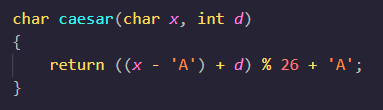 char caesar(char x, int d)
{
    return ((x - 'A') + d) % 26 + 'A';
}